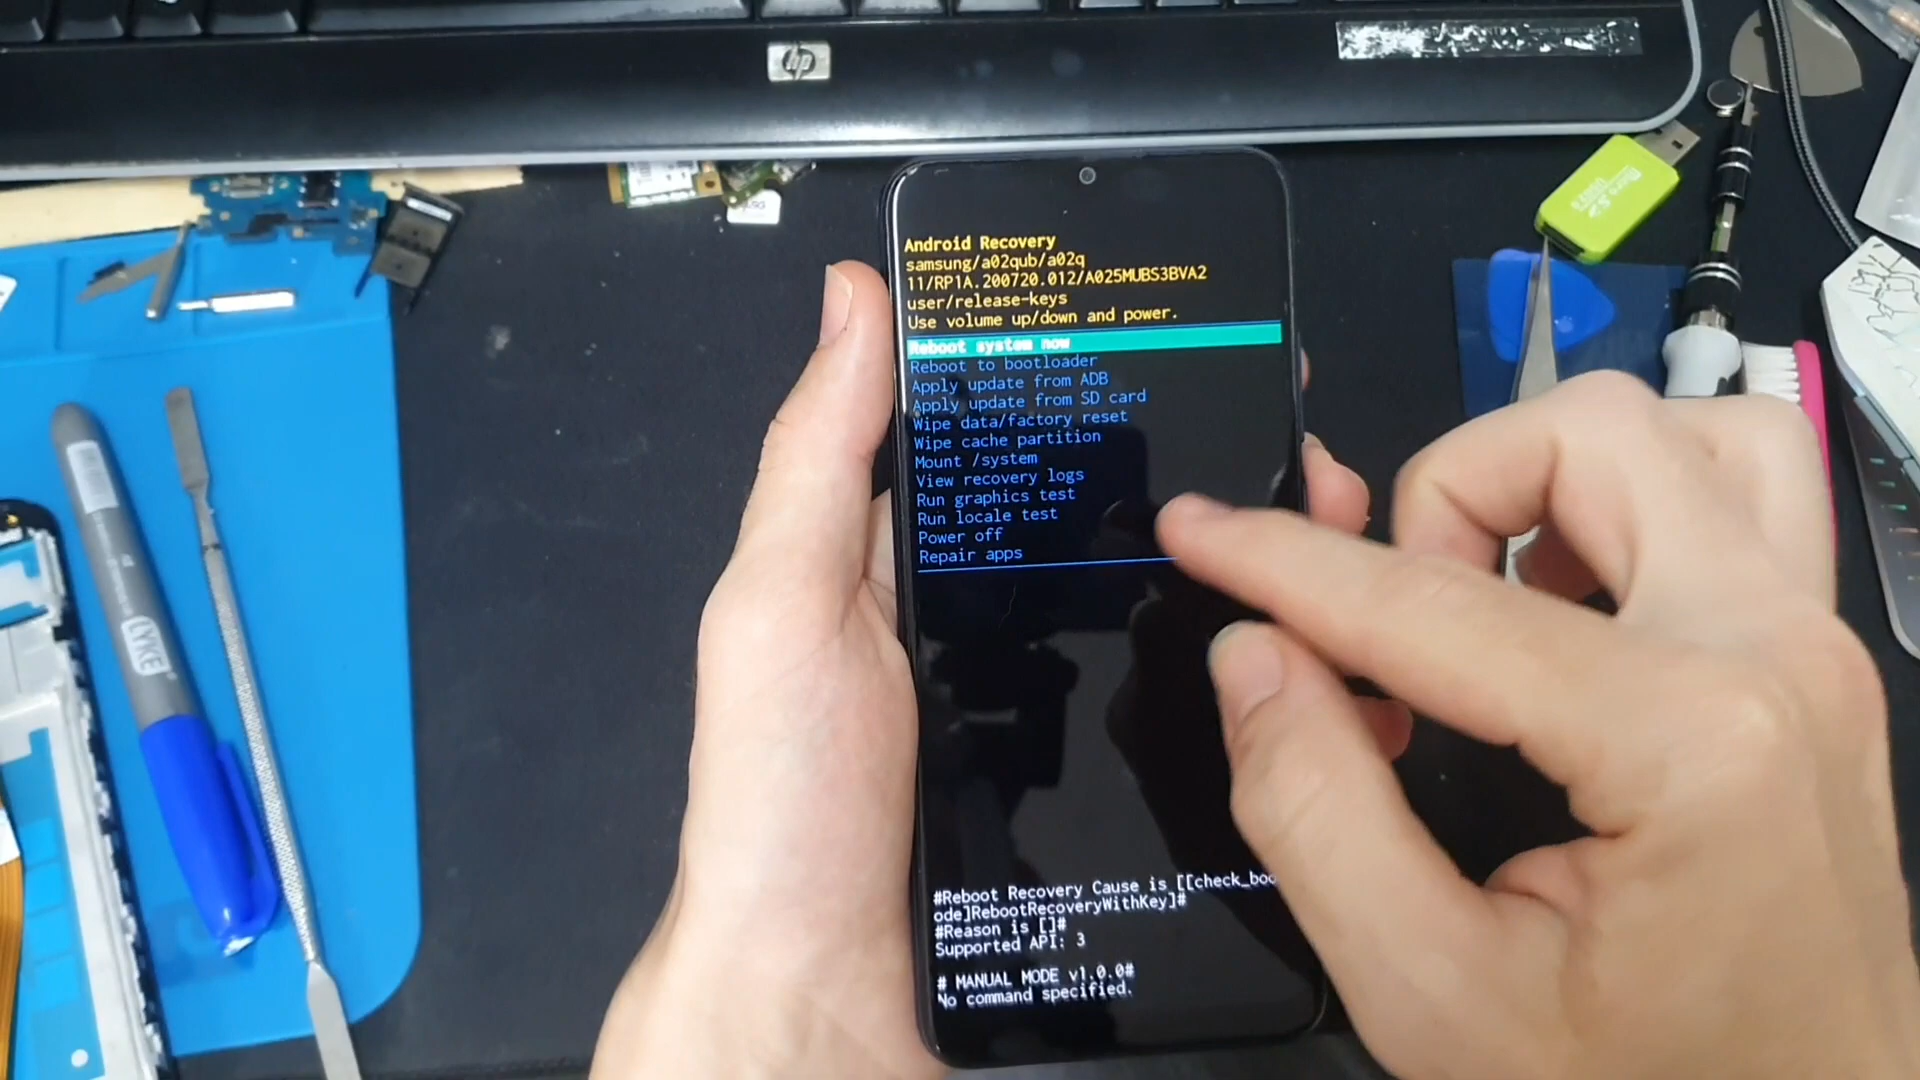 hp
Android Recovery
samsung/a02qub/a02q
11/RP1A.200720.012/A025MUBS3BVA2
user/release-keys
Use volume up/down and power.
Reboot system now
Reboot to bootloader
Apply update from ADB
Apply update from SD card
Wipe data/factory reset
Wipe cache partition
Mount /system
View recovery logs
Run graphics test
Run locale test
Power off
Repair apps
#Reboot Recovery Cause is [[check_boo
ode]RebootRecoveryWithKey]#
#Reason is []#
Supported API: 3
# MANUAL MODE v1.0.0#
No command specified.
LYKE